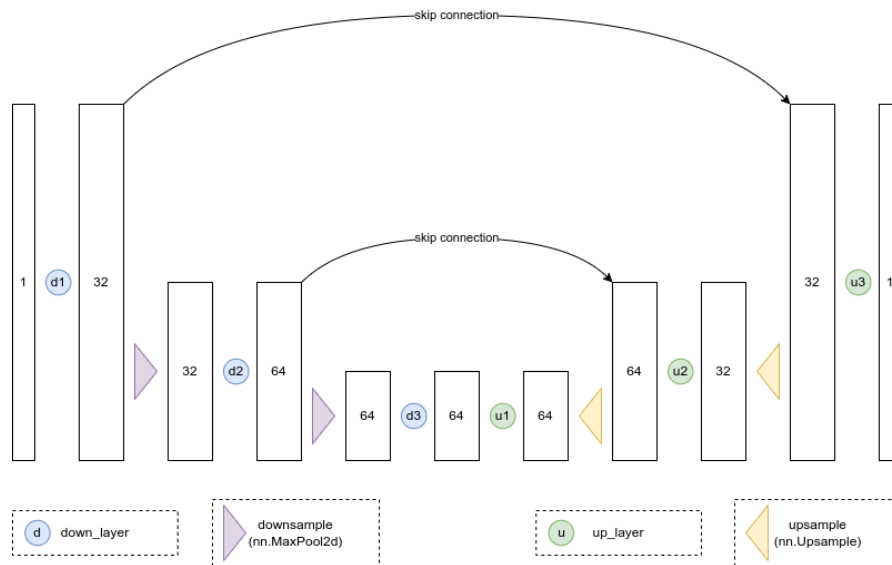 skip connection
skip connection
1
d1
32
32
d2
64
64
d3
64
u1
64
64
u2
32
32
u3
1
d
down_layer
downsample
(nn.MaxPool2d)
u
up_layer
upsample
(nn.Upsample)